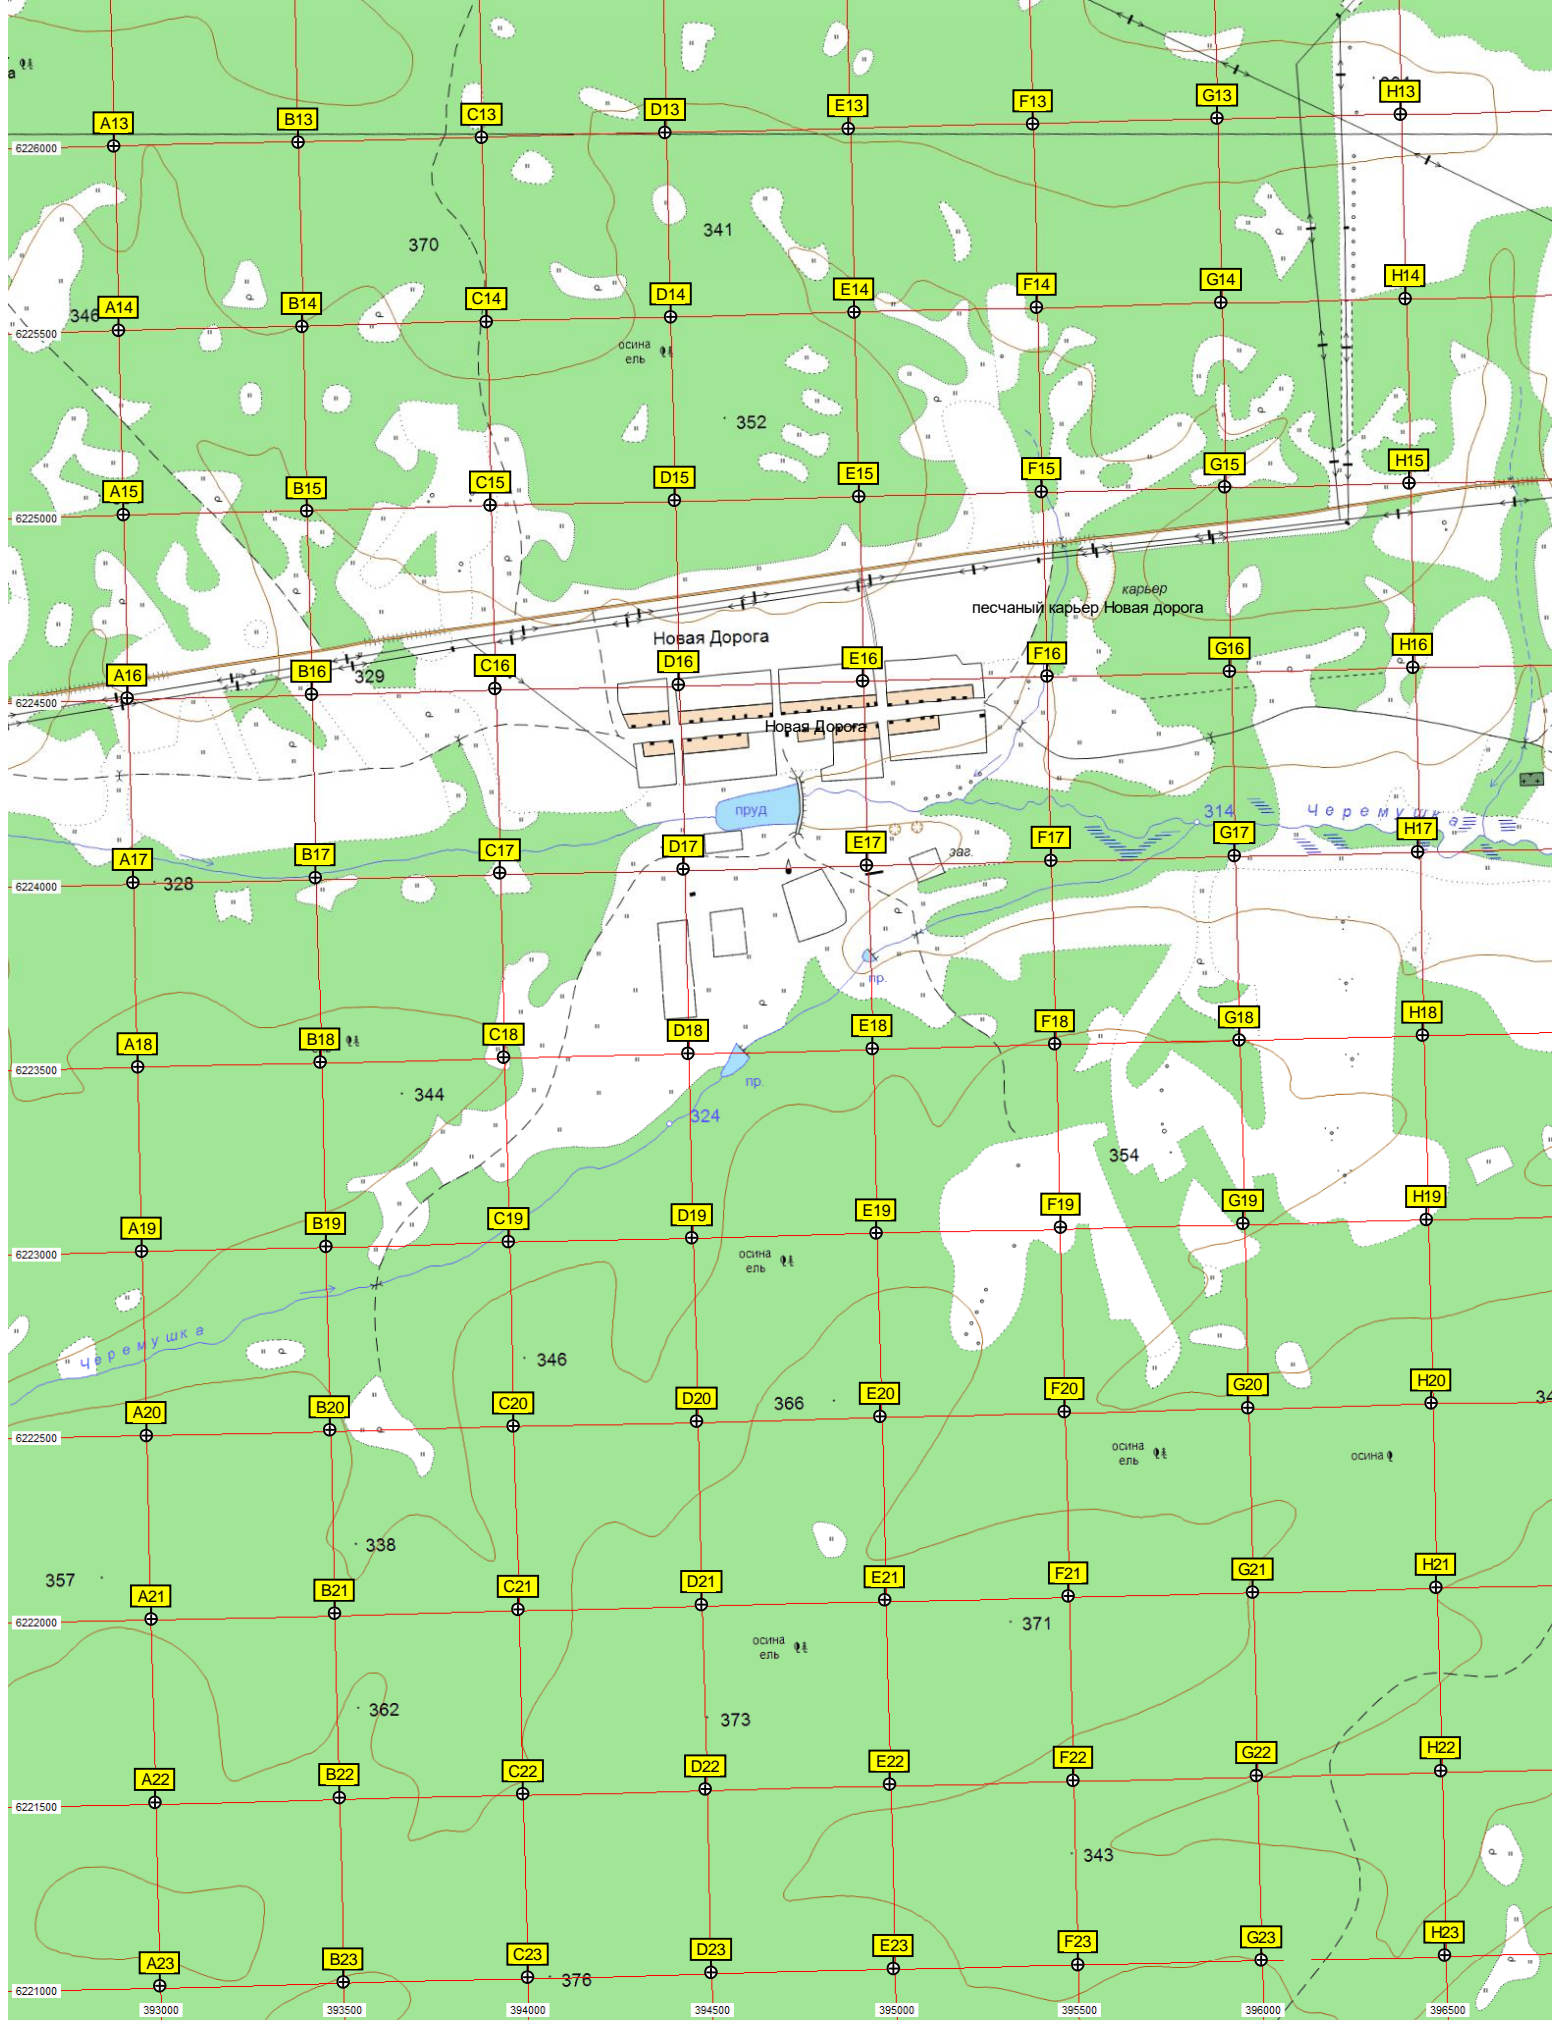 a
A13
B13
C13
D13
E13
F13
G13
H13
6226000
370
341
346
A14
B14
C14
D14
E14
F14
G14
H14
6225500
осина
ель
352
A15
B15
C15
D15
E15
F15
G15
H15
6225000
карьер
песчаный карьер Новая дорога
Новая Дорога
A16
B16
329
C16
D16
E16
F16
G16
H16
6224500
Новая Дорога
пруд
314
Черемушка
A17
B17
C17
D17
E17
заг.
F17
G17
H17
6224000
328
пр.
A18
B18
C18
D18
E18
F18
G18
H18
6223500
пр.
344
324
354
A19
B19
C19
D19
E19
F19
G19
H19
6223000
осина
ель
Черемушка
346
366
A20
B20
C20
D20
E20
F20
G20
H20
34
6222500
осина
ель
осина
338
357
A21
B21
C21
D21
E21
F21
G21
H21
6222000
371
осина
ель
362
373
A22
B22
C22
D22
E22
F22
G22
H22
6221500
343
A23
B23
C23
D23
E23
F23
G23
H23
376
6221000
393000
393500
394000
394500
395000
395500
396000
396500